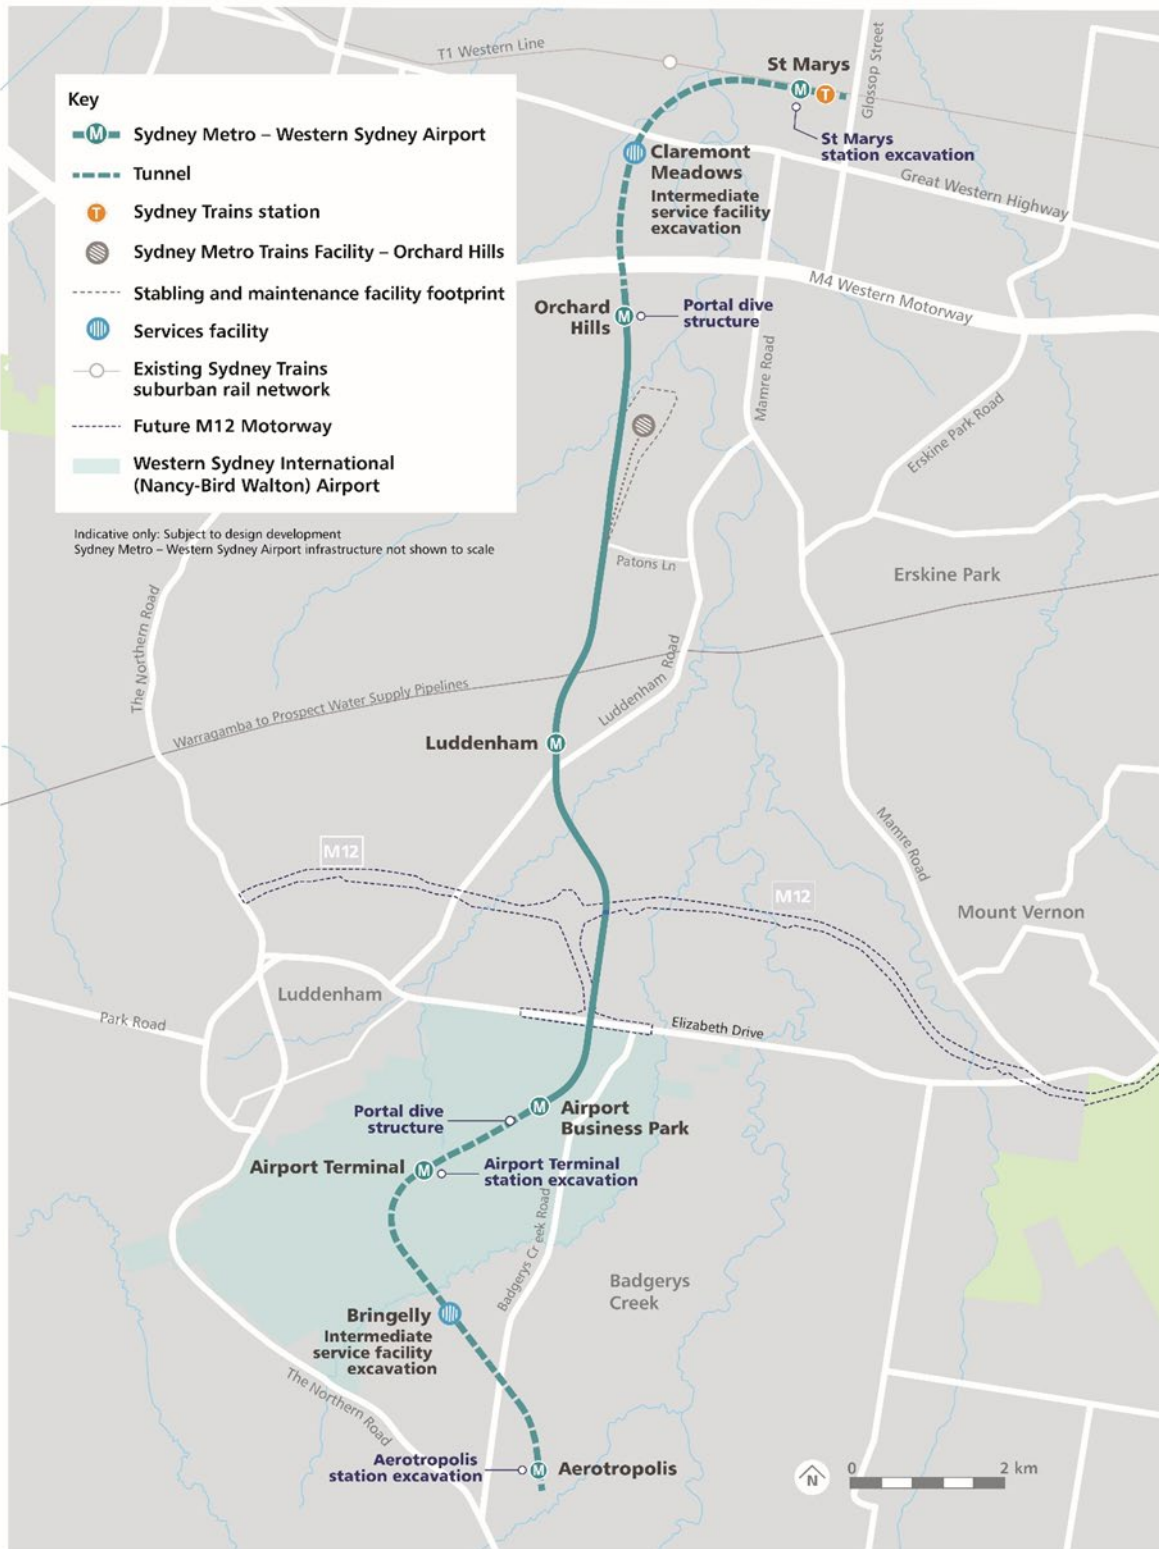 T1 Western Line
St Marys
M
T
Glossop Street
St Marys
station excavation
Key
M
Sydney Metro – Western Sydney Airport
Tunnel
T
Sydney Trains station
Sydney Metro Trains Facility – Orchard Hills
Stabling and maintenance facility footprint
Services facility
Existing Sydney Trains
suburban rail network
Future M12 Motorway
Western Sydney International
(Nancy-Bird Walton) Airport
Indicative only: Subject to design development
Sydney Metro – Western Sydney Airport infrastructure not shown to scale
Claremont
Meadows
Intermediate
service facility
excavation
Great Western Highway
M4 Western Motorway
Orchard
Hills
M
Portal dive
structure
Mamre Road
Erskine Park Road
Patons Ln
Erskine Park
The Northern Road
Luddenham Road
Warragamba to Prospect Water Supply Pipelines
Luddenham
M
Mamre Road
M12
M12
Mount Vernon
Luddenham
Park Road
Elizabeth Drive
Portal dive
structure
M
Airport
Business Park
Airport Terminal
M
Airport Terminal
station excavation
Badgerys Cr eek Road
Badgerys
Creek
Bringelly
Intermediate
service facility
excavation
The Northern Road
Aerotropolis
station excavation
M
Aerotropolis
N
0
2 km